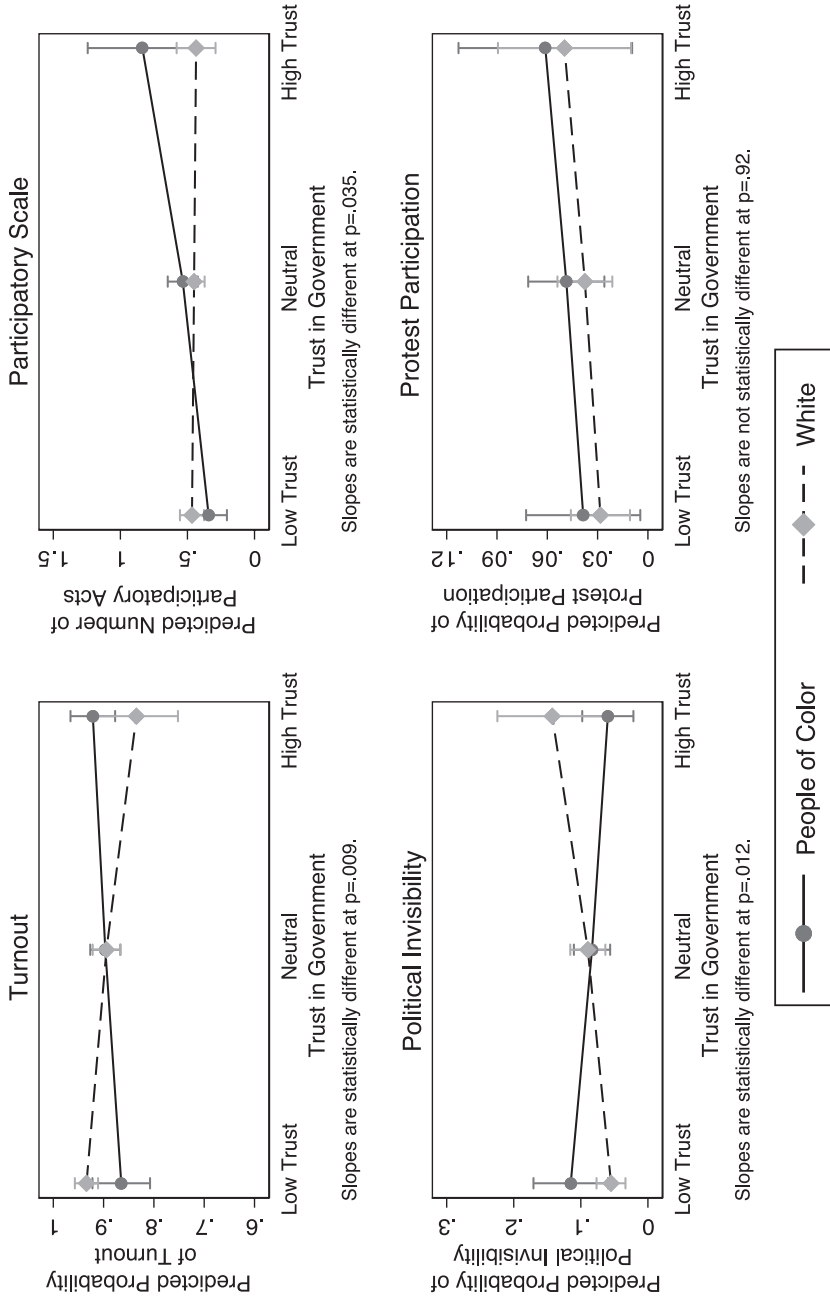 Turnout
Predicted Probability
of Turnout
1
.9
.8
.7
.6
Low Trust Neutral High Trust
Trust in Government
Slopes are statistically different at p=.009.
Participatory Scale
Predicted Number of
Participatory Acts
1.5
1
.5
0
Low Trust Neutral High Trust
Trust in Government
Slopes are statistically different at p=.035.
Political Invisibility
Predicted Probability of
Political Invisibility
.3
.2
.1
0
Low Trust Neutral High Trust
Trust in Government
Slopes are statistically different at p=.012.
Protest Participation
Predicted Probability of
Protest Participation
.12
.09
.06
.03
0
Low Trust Neutral High Trust
Trust in Government
Slopes are not statistically different at p=.92.
People of Color White